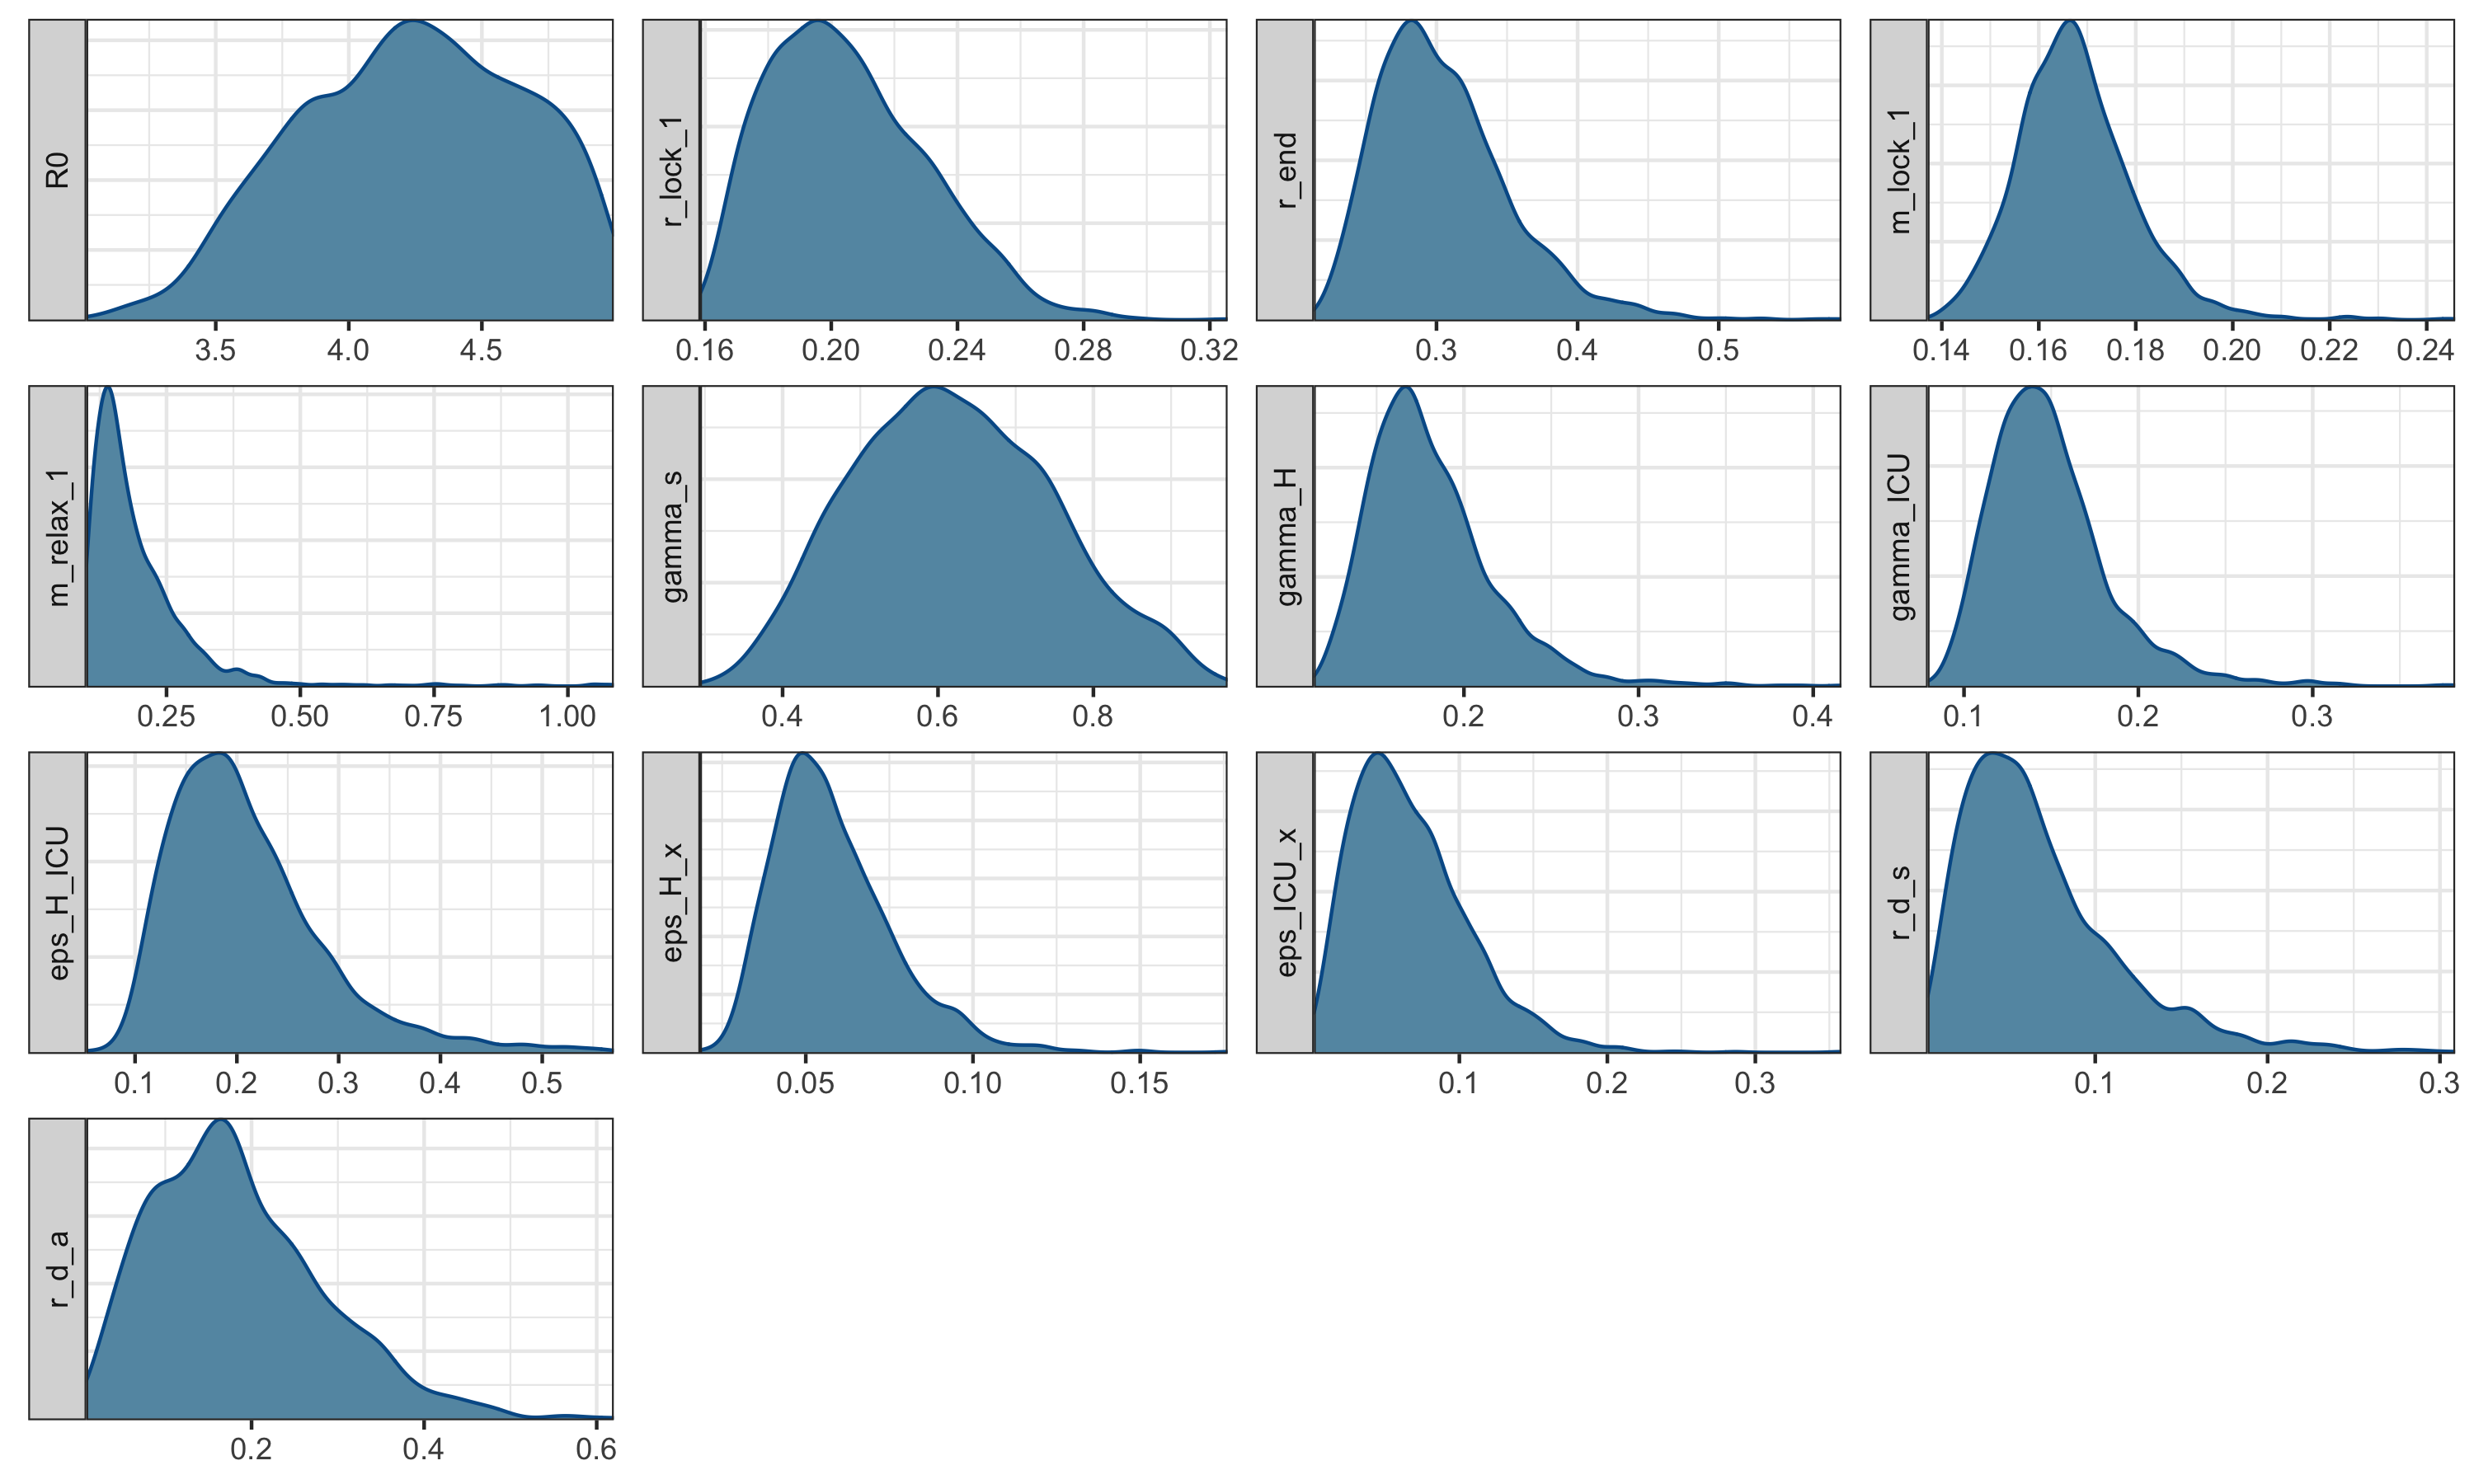 R0
3.5 4.0 4.5
r_lock_1
0.16 0.20 0.24 0.28 0.32
r_end
0.3 0.4 0.5
m_lock_1
0.14 0.16 0.18 0.20 0.22 0.24
m_relax_1
0.25 0.50 0.75 1.00
gamma_s
0.4 0.6 0.8
gamma_H
0.2 0.3 0.4
gamma_ICU
0.1 0.2 0.3
eps_H_ICU
0.1 0.2 0.3 0.4 0.5
eps_H_x
0.05 0.10 0.15
eps_ICU_x
0.1 0.2 0.3
r_d_s
0.1 0.2 0.3
r_d_a
0.2 0.4 0.6